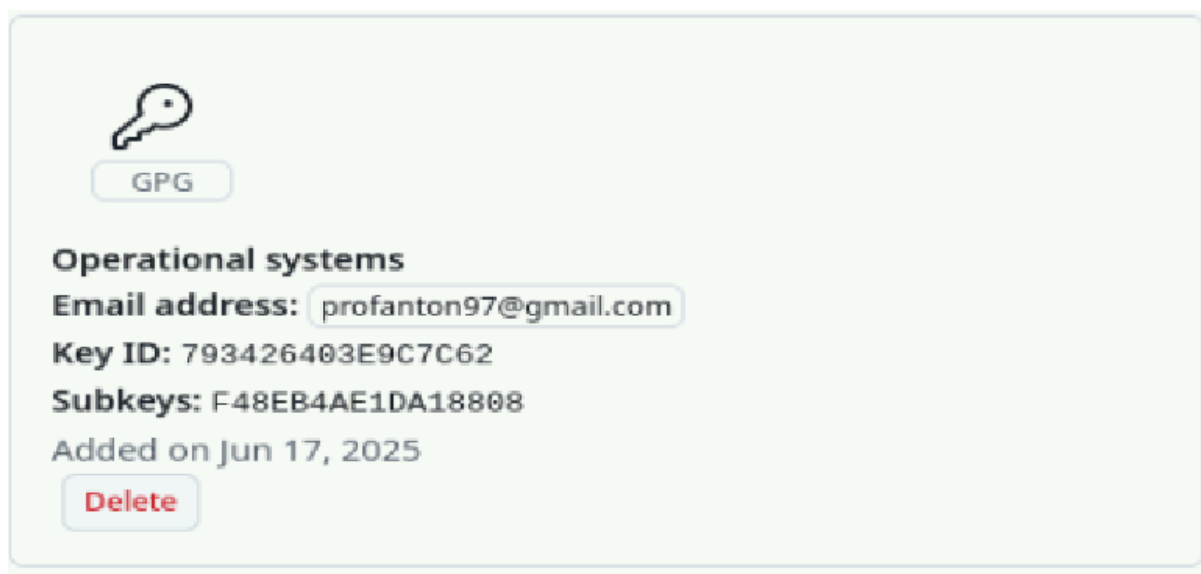 GPG
Operational systems
Email address: profanton97@gmail.com
Key ID: 793426403E9C7C62
Subkeys: F48EB4AE1DA18808
Added on Jun 17, 2025
Delete